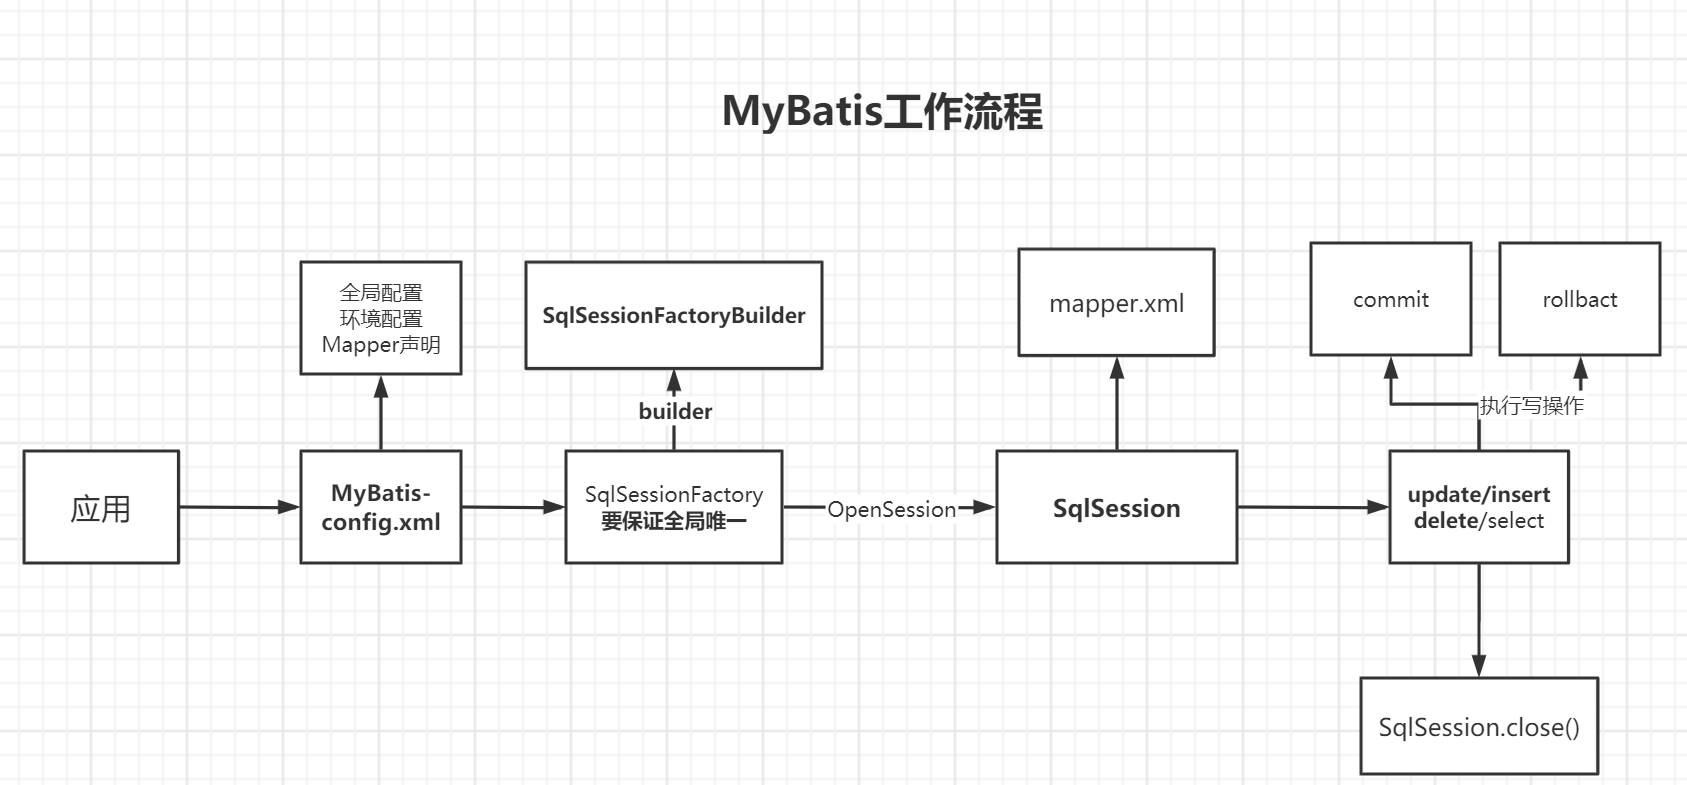 MyBatis工作流程
全局配置
环境配置
Mapper声明
SqlSessionFactoryBuilder
mapper.xml
commit
rollbact
builder
执行写操作
应用
MyBatis-
config.xml
SqlSessionFactory
要保证全局唯一
OpenSession
SqlSession
update/insert
delete/select
SqlSession.close()